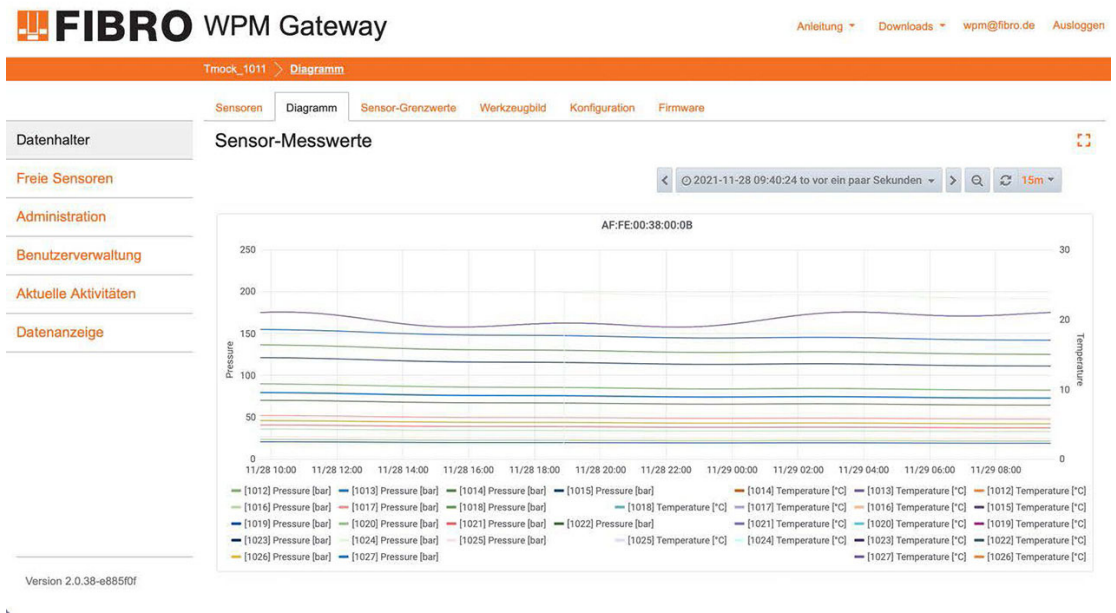 FIBRO WPM Gateway
Anleitung Downloads wpm@fibro.de Ausloggen
Tmock_1011 Diagramm
Sensoren Diagramm Sensor-Grenzwerte Werkzeugbild Konfiguration Firmware
Datenhalter
Freie Sensoren
Administration
Benutzerverwaltung
Aktuelle Aktivitäten
Datenanzeige
Version 2.0.38-e885f0f
Sensor-Messwerte
2021-11-28 09:40:24 to vor ein paar Sekunden 15m
AF:FE:00:38:00:0B
250
200
150
100
50
0
Pressure
30
20
10
0
Temperature
11/28 10:00 11/28 12:00 11/28 14:00 11/28 16:00 11/28 18:00 11/28 20:00 11/28 22:00 11/29 00:00 11/29 02:00 11/29 04:00 11/29 06:00 11/29 08:00
[1012] Pressure [bar] [1013] Pressure [bar] [1014] Pressure [bar] [1015] Pressure [bar] [1014] Temperature [°C] [1013] Temperature [°C] [1012] Temperature [°C]
[1016] Pressure [bar] [1017] Pressure [bar] [1018] Pressure [bar] [1018] Temperature [°C] [1017] Temperature [°C] [1016] Temperature [°C] [1015] Temperature [°C]
[1019] Pressure [bar] [1020] Pressure [bar] [1021] Pressure [bar] [1022] Pressure [bar] [1021] Temperature [°C] [1020] Temperature [°C] [1019] Temperature [°C]
[1023] Pressure [bar] [1024] Pressure [bar] [1025] Pressure [bar] [1025] Temperature [°C] [1024] Temperature [°C] [1023] Temperature [°C] [1022] Temperature [°C]
[1026] Pressure [bar] [1027] Pressure [bar] [1027] Temperature [°C] [1026] Temperature [°C]